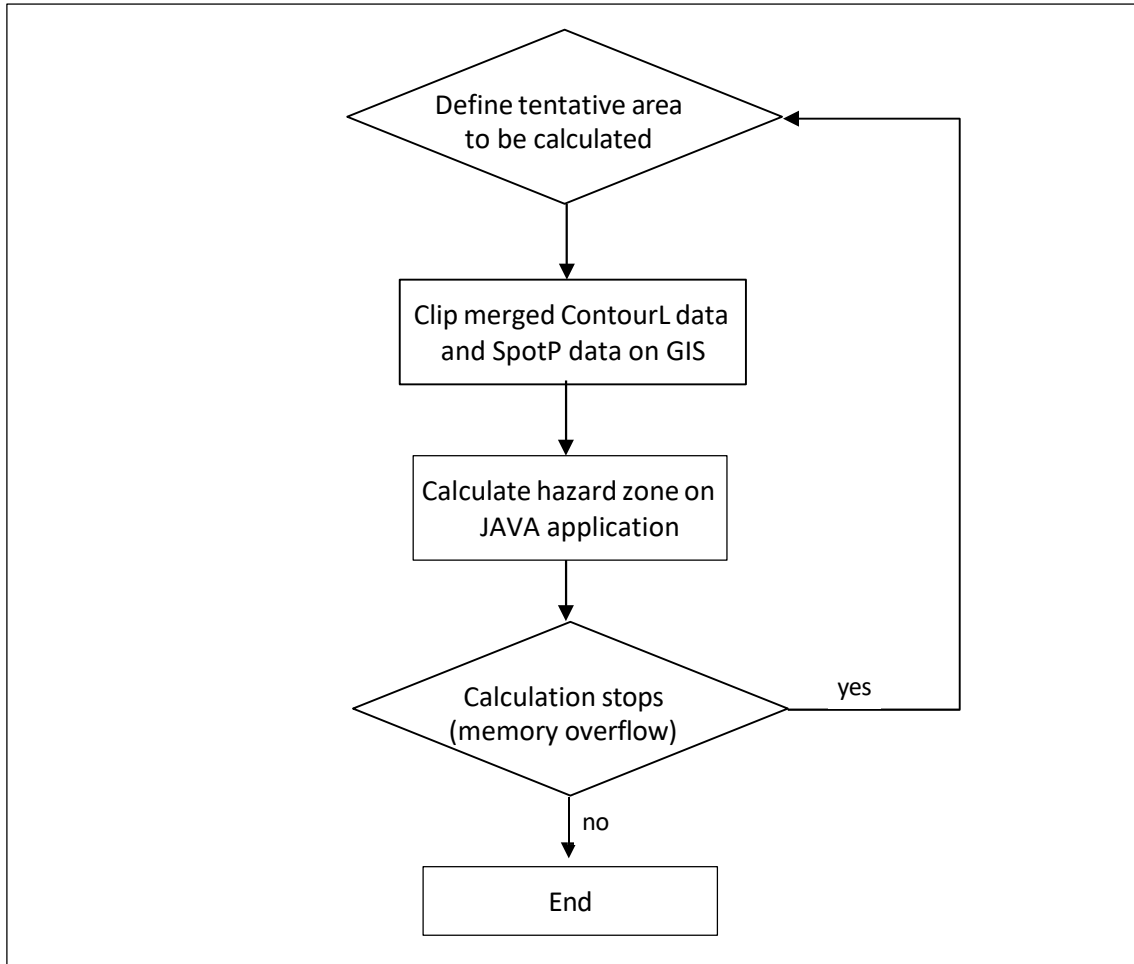 Define tentative area
to be calculated
Clip merged ContourL data
and SpotP data on GIS
Calculate hazard zone on
JAVA application
Calculation stops
(memory overflow)
yes
no
End